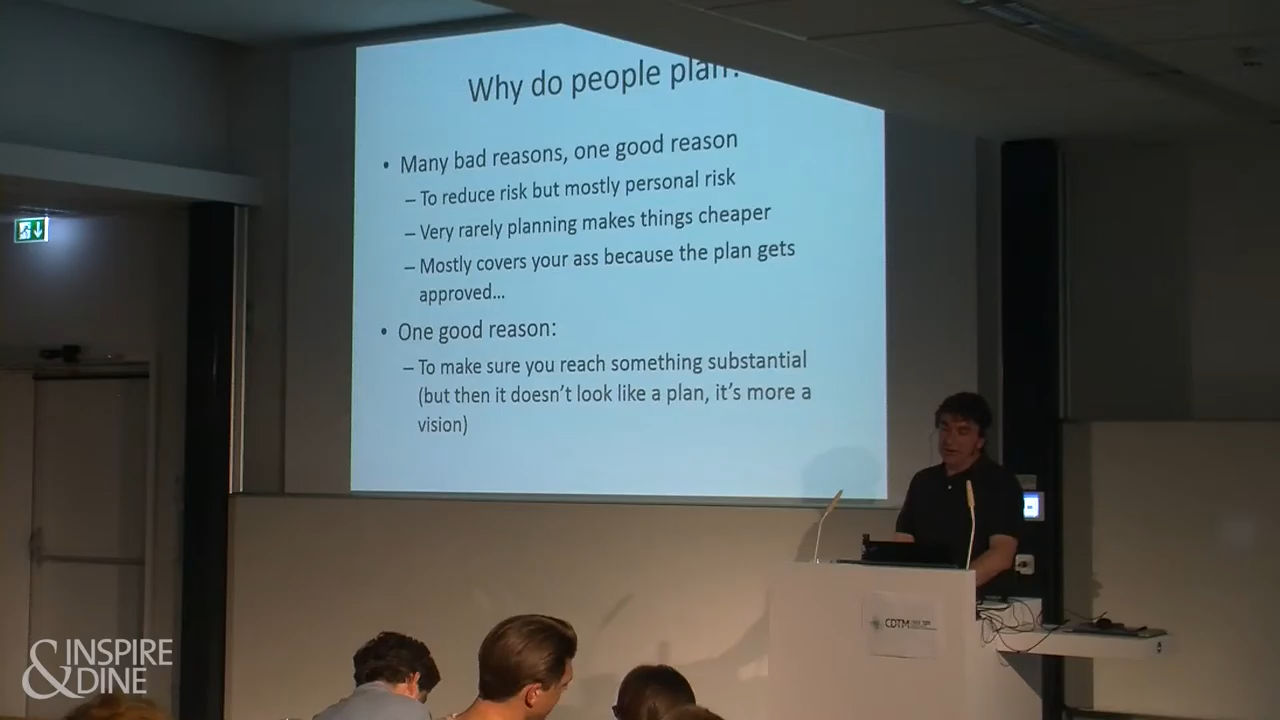 Why do people plan?
• Many bad reasons, one good reason
– To reduce risk but mostly personal risk
– Very rarely planning makes things cheaper
– Mostly covers your ass because the plan gets
approved...
• One good reason:
– To make sure you reach something substantial
(but then it doesn't look like a plan, it's more a
vision)
CDTM
INSPIRE
&DINE